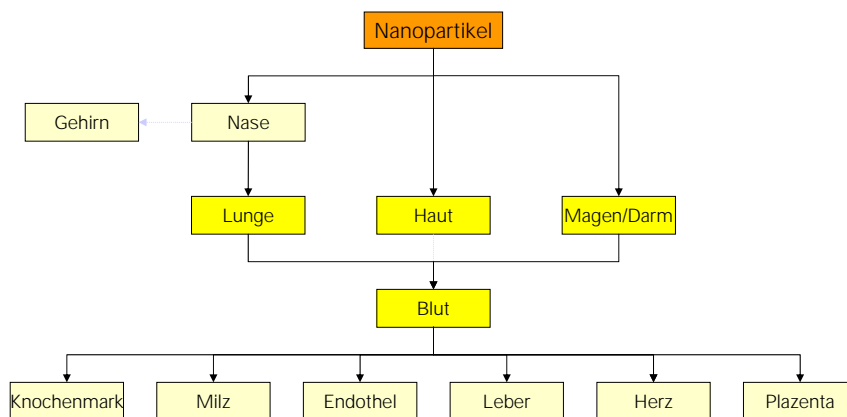 Nanopartikel
Gehirn
Nase
Lunge
Haut
Magen/Darm
Blut
Knochenmark
Milz
Endothel
Leber
Herz
Plazenta